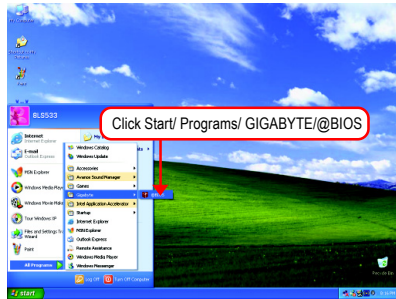 Click Start/ Programs/ GIGABYTE/@BIOS
BLS533
Internet
Internet Explorer
E-mail
Outlook Express
MSN Explorer
Windows Media Play
Windows Movie Make
Tour Windows XP
Files and Settings Tr
Wizard
Paint
All Programs
Windows Catalog
Windows Update
Accessories
Avance Sound Manager
Games
Gigabyte
Intel Application Accelerator
Startup
Internet Explorer
MSN Explorer
Outlook Express
Remote Assistance
Windows Media Player
Windows Messenger
Log Off
Turn Off Computer
start